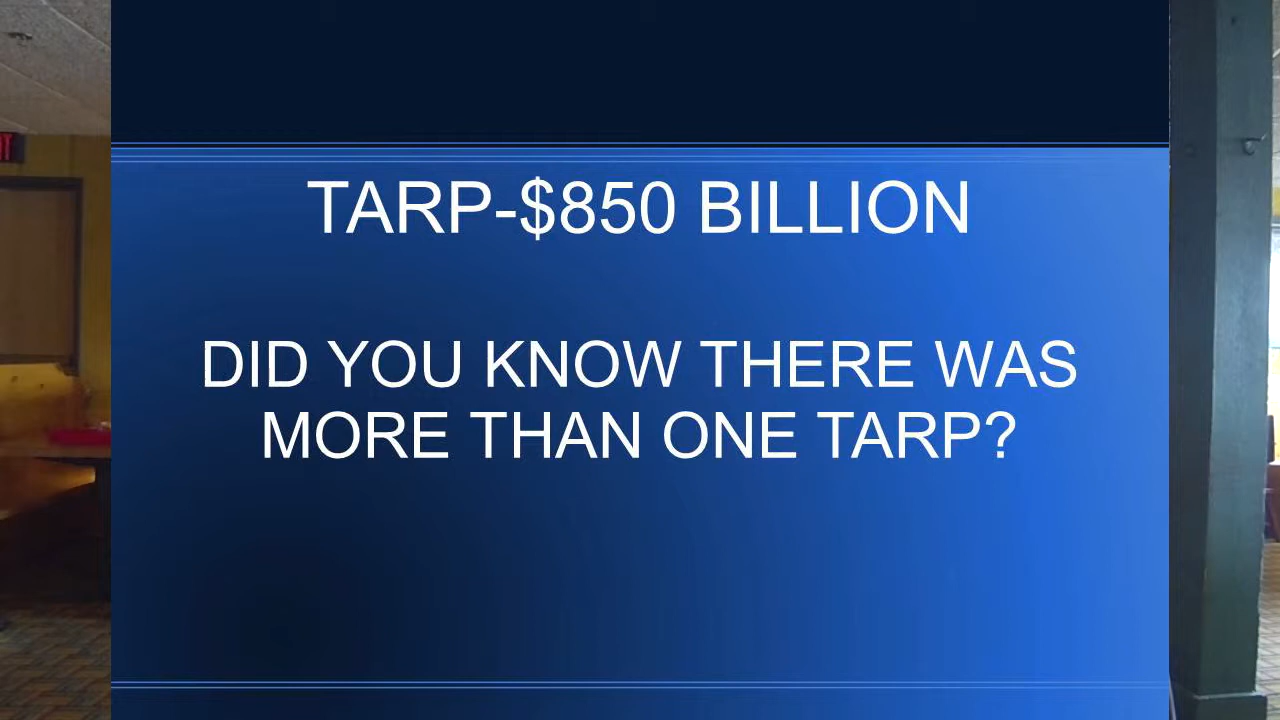 TARP-$850 BILLION
DID YOU KNOW THERE WAS
MORE THAN ONE TARP?